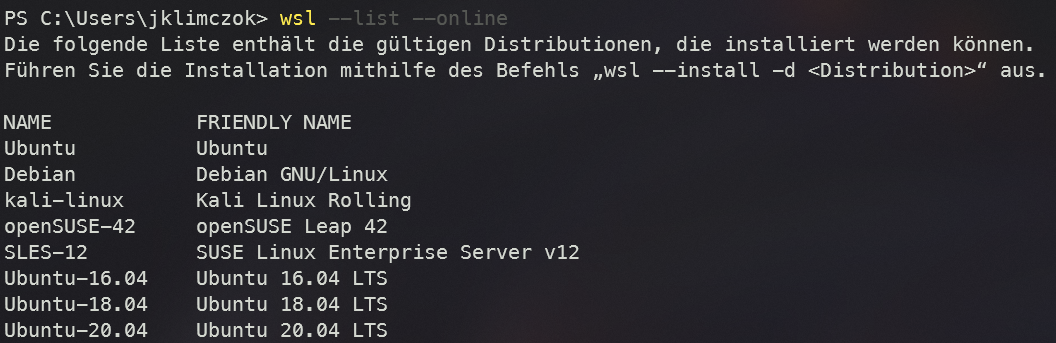 PS C:\Users\jklimczok> wsl --list --online
Die folgende Liste enthält die gültigen Distributionen, die installiert werden können.
Führen Sie die Installation mithilfe des Befehls „wsl --install -d <Distribution>“ aus.
NAME FRIENDLY NAME
Ubuntu Ubuntu
Debian Debian GNU/Linux
kali-linux Kali Linux Rolling
openSUSE-42 openSUSE Leap 42
SLES-12 SUSE Linux Enterprise Server v12
Ubuntu-16.04 Ubuntu 16.04 LTS
Ubuntu-18.04 Ubuntu 18.04 LTS
Ubuntu-20.04 Ubuntu 20.04 LTS